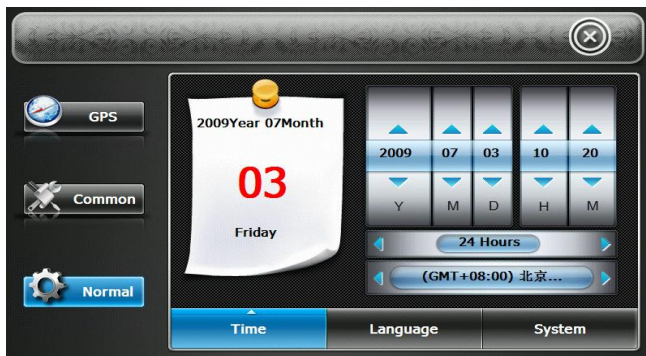 GPS
Common
Normal
2009Year 07Month
03
Friday
2009 07 03 10 20
Y M D H M
24 Hours
(GMT+08:00) 北京...
Time Language System